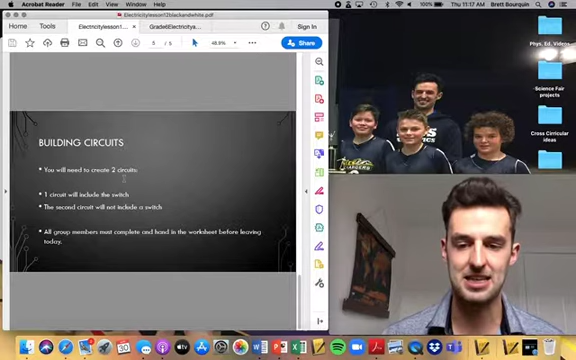 Acrobat Reader File Edit View Window Help
100% Thu 11:17 AM Brett Bourquin
Electricitylesson12blackandwhite.pdf
Home Tools Electricitylesson1... Grade6Electricity... Sign In
5 / 5 48.8% Share
BUILDING CIRCUITS
• You will need to create 2 circuits:
• 1 circuit will include the switch
• The second circuit will not include a switch
• All group members must complete and hand in the worksheet before leaving
today.
Phys. Ed. Videos
Science Fair
projects
Cross Cirricular
ideas